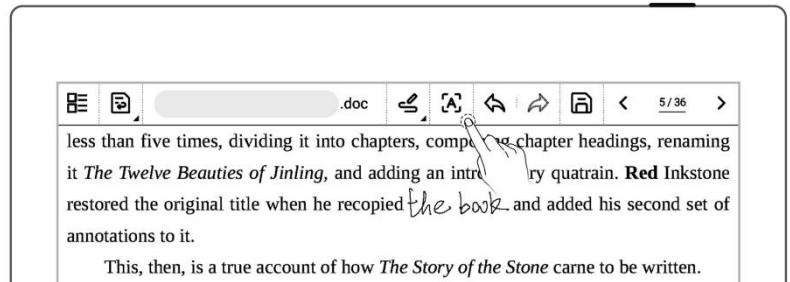 .doc
5 / 36
less than five times, dividing it into chapters, chapter headings, renaming
it The Twelve Beauties of Jinling, and adding an quatrain. Red Inkstone
restored the original title when he recopied the book and added his second set of
annotations to it.
This, then, is a true account of how The Story of the Stone carne to be written.